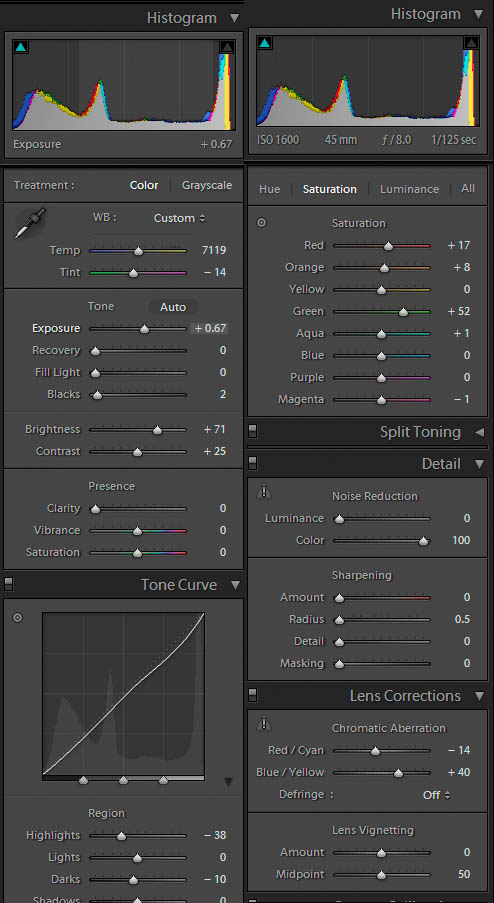 Histogram
Exposure + 0.67
Treatment : Color Grayscale
WB : Custom
Temp 7119
Tint − 14
Tone Auto
Exposure + 0.67
Recovery 0
Fill Light 0
Blacks 2
Brightness + 71
Contrast + 25
Presence
Clarity 0
Vibrance 0
Saturation 0
Tone Curve
Region
Highlights − 38
Lights 0
Darks − 10
Shadows 0
Histogram
ISO 1600 45 mm ƒ / 8.0 1/125 sec
Hue Saturation Luminance All
Saturation
Red + 17
Orange + 8
Yellow 0
Green + 52
Aqua + 1
Blue 0
Purple 0
Magenta − 1
Split Toning
Detail
Noise Reduction
Luminance 0
Color 100
Sharpening
Amount 0
Radius 0.5
Detail 0
Masking 0
Lens Corrections
Chromatic Aberration
Red / Cyan − 14
Blue / Yellow + 40
Defringe : Off
Lens Vignetting
Amount 0
Midpoint 50